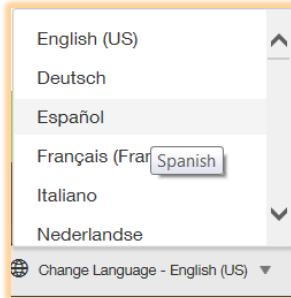 English (US)
Deutsch
Español
Français (Fran
Spanish
Italiano
Nederlandse
Change Language - English (US)